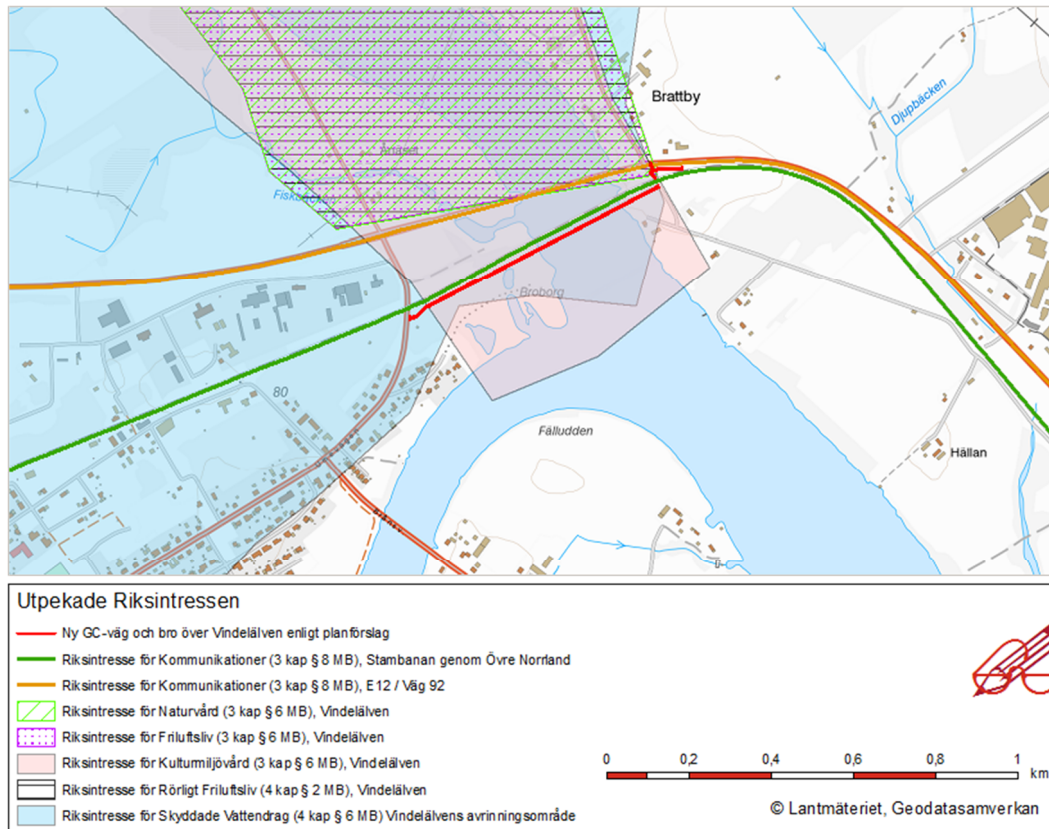 Brattby
Djupbäcken
Broborg
80
Fälludden
Hällan
Utpekade Riksintressen
Ny GC-väg och bro över Vindelälven enligt planförslag
Riksintresse för Kommunikationer (3 kap § 8 MB), Stambanan genom Övre Norrland
Riksintresse för Kommunikationer (3 kap § 8 MB), E12 / Väg 92
Riksintresse för Naturvård (3 kap § 6 MB), Vindelälven
Riksintresse för Friluftsliv (3 kap § 6 MB), Vindelälven
Riksintresse för Kulturmiljövård (3 kap § 6 MB), Vindelälven
Riksintresse för Rörligt Friluftsliv (4 kap § 2 MB), Vindelälven
Riksintresse för Skyddade Vattendrag (4 kap § 6 MB) Vindelälvens avrinningsområde
0 0,2 0,4 0,6 0,8 1
km
© Lantmäteriet, Geodatasamverkan